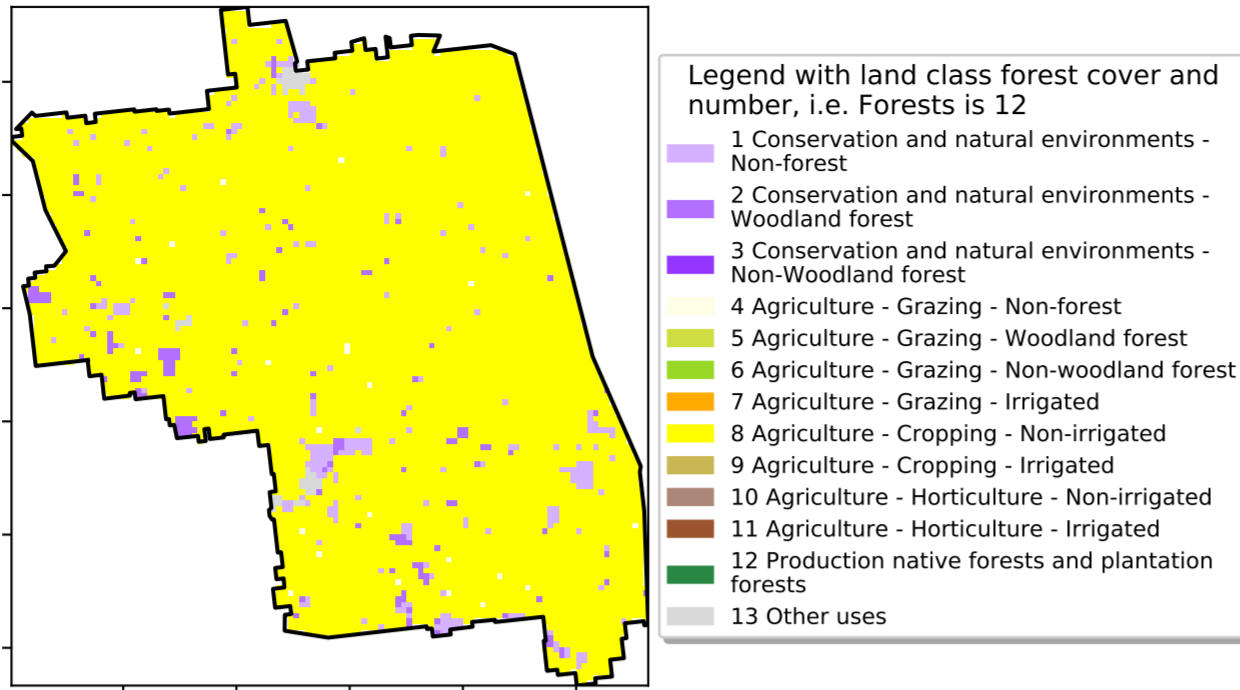 Legend with land class forest cover and
number, i.e. Forests is 12
1 Conservation and natural environments -
Non-forest
2 Conservation and natural environments -
Woodland forest
3 Conservation and natural environments -
Non-Woodland forest
4 Agriculture - Grazing - Non-forest
5 Agriculture - Grazing - Woodland forest
6 Agriculture - Grazing - Non-woodland forest
7 Agriculture - Grazing - Irrigated
8 Agriculture - Cropping - Non-irrigated
9 Agriculture - Cropping - Irrigated
10 Agriculture - Horticulture - Non-irrigated
11 Agriculture - Horticulture - Irrigated
12 Production native forests and plantation
forests
13 Other uses